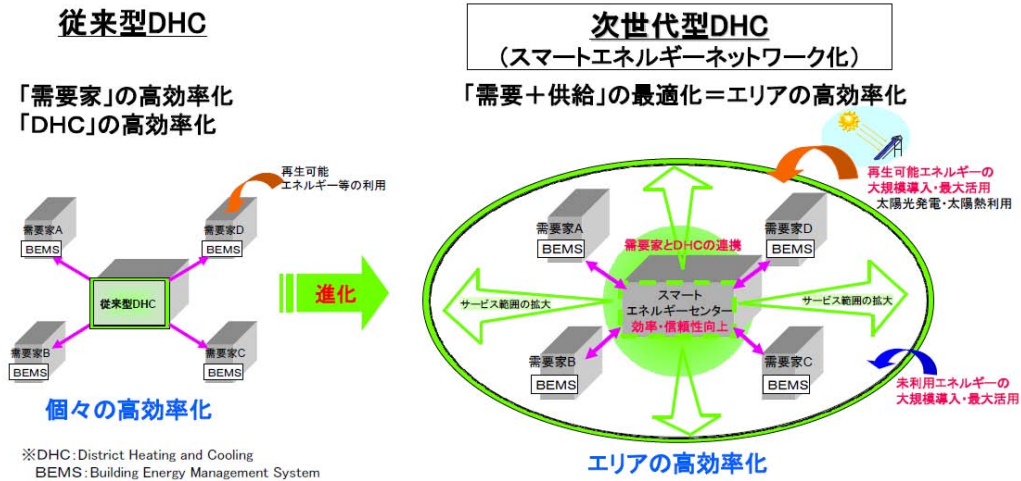 従来型DHC
「需要家」の高効率化
「DHC」の高効率化
再生可能
エネルギー等の利用
需要家A
BEMS
需要家D
BEMS
従来型DHC
需要家B
BEMS
需要家C
BEMS
個々の高効率化
※DHC:District Heating and Cooling
BEMS:Building Energy Management System
進化
次世代型DHC
(スマートエネルギーネットワーク化)
「需要+供給」の最適化=エリアの高効率化
再生可能エネルギーの
大規模導入・最大活用
太陽光発電・太陽熱利用
需要家A
BEMS
需要家D
BEMS
需要家とDHCの連携
サービス範囲の拡大
スマート
エネルギーセンター
効率・信頼性向上
サービス範囲の拡大
需要家B
BEMS
需要家C
BEMS
未利用エネルギーの
大規模導入・最大活用
エリアの高効率化